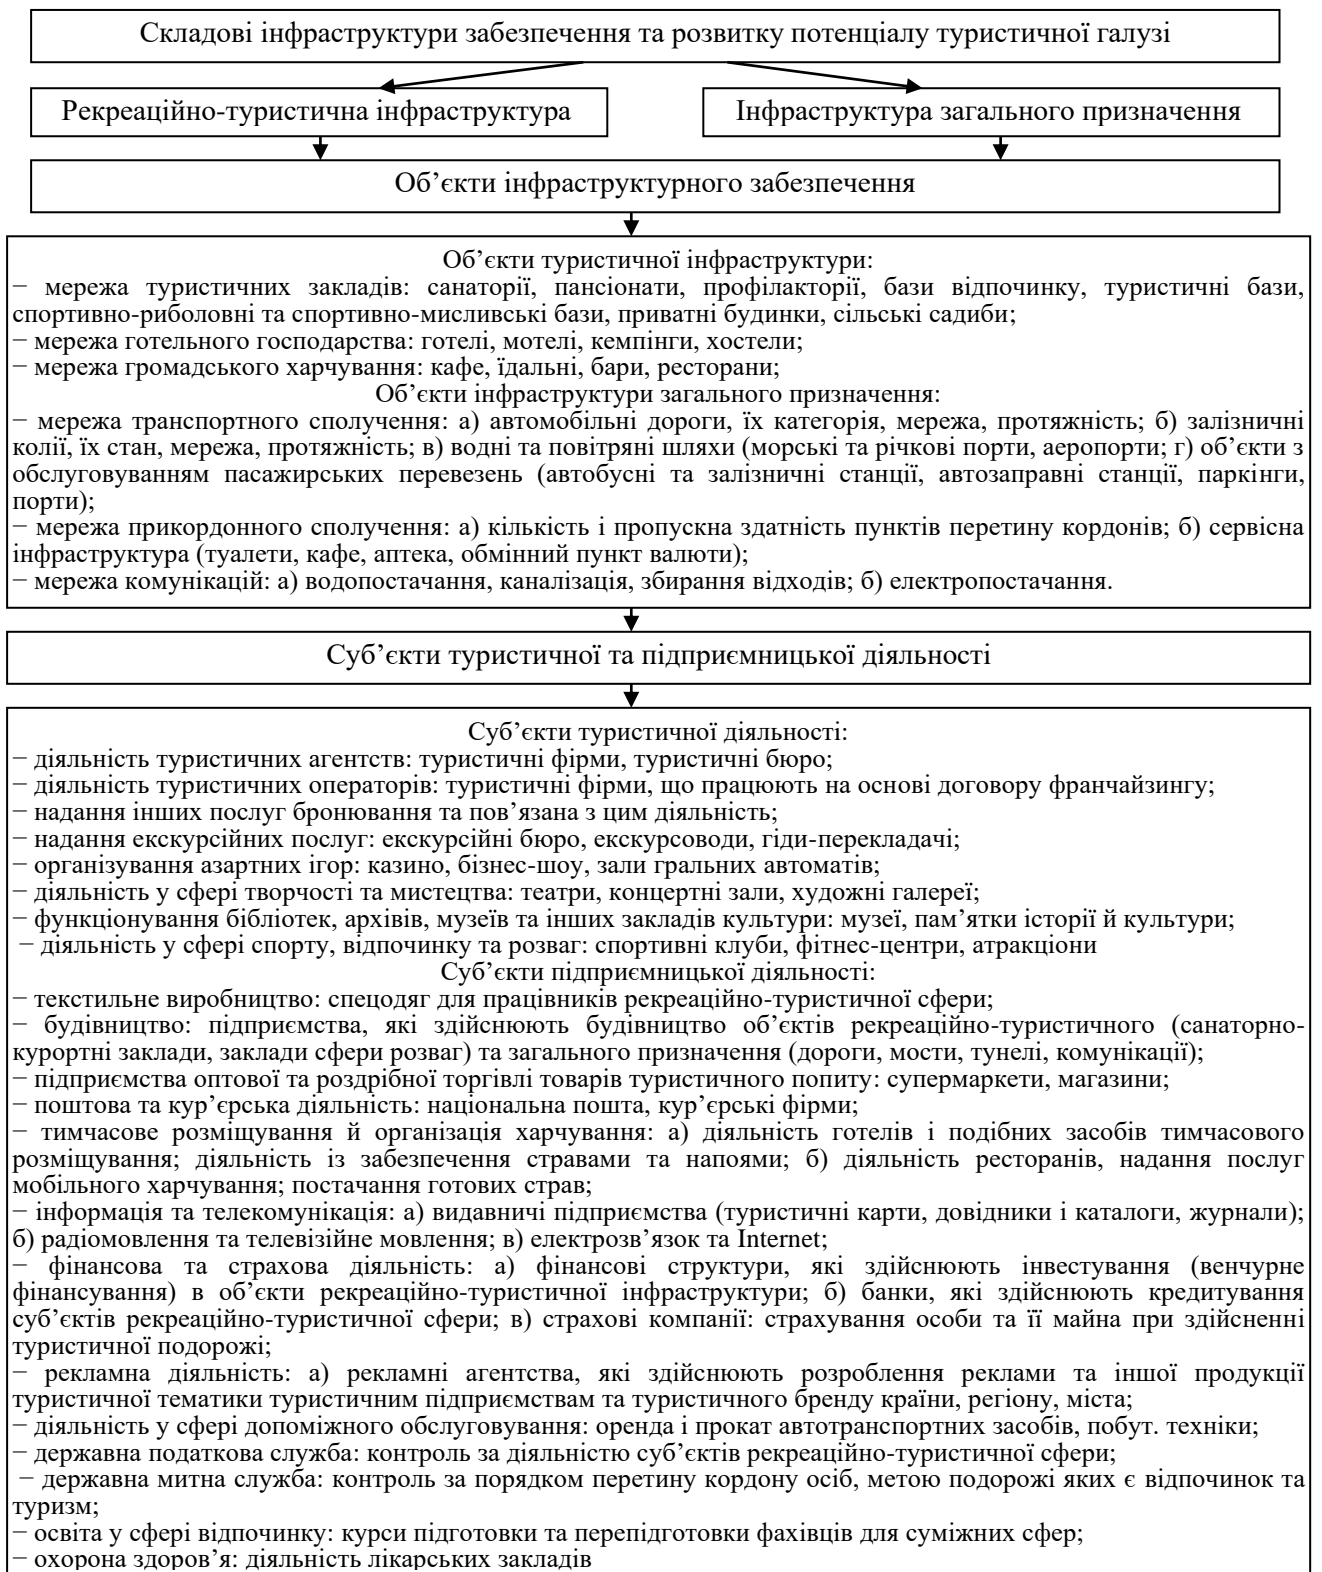 Складові інфраструктури забезпечення та розвитку потенціалу туристичної галузі
Рекреаційно-туристична інфраструктура
Інфраструктура загального призначення
Об’єкти інфраструктурного забезпечення
Об’єкти туристичної інфраструктури:
− мережа туристичних закладів: санаторії, пансіонати, профілакторії, бази відпочинку, туристичні бази,
спортивно-риболовні та спортивно-мисливські бази, приватні будинки, сільські садиби;
− мережа готельного господарства: готелі, мотелі, кемпінги, хостели;
− мережа громадського харчування: кафе, їдальні, бари, ресторани;
Об’єкти інфраструктури загального призначення:
− мережа транспортного сполучення: а) автомобільні дороги, їх категорія, мережа, протяжність; б) залізничні
колії, їх стан, мережа, протяжність; в) водні та повітряні шляхи (морські та річкові порти, аеропорти; г) об’єкти з
обслуговуванням пасажирських перевезень (автобусні та залізничні станції, автозаправні станції, паркінги,
порти);
− мережа прикордонного сполучення: а) кількість і пропускна здатність пунктів перетину кордонів; б) сервісна
інфраструктура (туалети, кафе, аптека, обмінний пункт валюти);
− мережа комунікацій: а) водопостачання, каналізація, збирання відходів; б) електропостачання.
Суб’єкти туристичної та підприємницької діяльності
Суб’єкти туристичної діяльності:
− діяльність туристичних агентств: туристичні фірми, туристичні бюро;
− діяльність туристичних операторів: туристичні фірми, що працюють на основі договору франчайзингу;
− надання інших послуг бронювання та пов’язана з цим діяльність;
− надання екскурсійних послуг: екскурсійні бюро, екскурсоводи, гіди-перекладачі;
− організування азартних ігор: казино, бізнес-шоу, зали гральних автоматів;
− діяльність у сфері творчості та мистецтва: театри, концертні зали, художні галереї;
− функціонування бібліотек, архівів, музеїв та інших закладів культури: музеї, пам’ятки історії й культури;
− діяльність у сфері спорту, відпочинку та розваг: спортивні клуби, фітнес-центри, атракціони
Суб’єкти підприємницької діяльності:
− текстильне виробництво: спецодяг для працівників рекреаційно-туристичної сфери;
− будівництво: підприємства, які здійснюють будівництво об’єктів рекреаційно-туристичного (санаторно-
курортні заклади, заклади сфери розваг) та загального призначення (дороги, мости, тунелі, комунікації);
− підприємства оптової та роздрібної торгівлі товарів туристичного попиту: супермаркети, магазини;
− поштова та кур’єрська діяльність: національна пошта, кур’єрські фірми;
− тимчасове розміщування й організація харчування: а) діяльність готелів і подібних засобів тимчасового
розміщування; діяльність із забезпечення стравами та напоями; б) діяльність ресторанів, надання послуг
мобільного харчування; постачання готових страв;
− інформація та телекомунікація: а) видавничі підприємства (туристичні карти, довідники і каталоги, журнали);
б) радіомовлення та телевізійне мовлення; в) електрозв’язок та Internet;
− фінансова та страхова діяльність: а) фінансові структури, які здійснюють інвестування (венчурне
фінансування) в об’єкти рекреаційно-туристичної інфраструктури; б) банки, які здійснюють кредитування
суб’єктів рекреаційно-туристичної сфери; в) страхові компанії: страхування особи та її майна при здійсненні
туристичної подорожі;
− рекламна діяльність: а) рекламні агентства, які здійснюють розроблення реклами та іншої продукції
туристичної тематики туристичним підприємствам та туристичного бренду країни, регіону, міста;
− діяльність у сфері допоміжного обслуговування: оренда і прокат автотранспортних засобів, побут. техніки;
− державна податкова служба: контроль за діяльністю суб’єктів рекреаційно-туристичної сфери;
− державна митна служба: контроль за порядком перетину кордону осіб, метою подорожі яких є відпочинок та
туризм;
− освіта у сфері відпочинку: курси підготовки та перепідготовки фахівців для суміжних сфер;
− охорона здоров’я: діяльність лікарських закладів